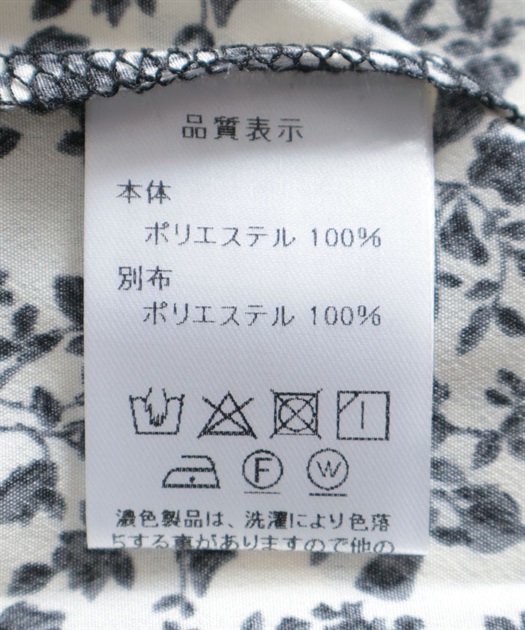 品質表示
本体
ポリエステル 100%
別布
ポリエステル 100%
F W
濃色製品は、洗濯により色落
ちする事がありますので他の